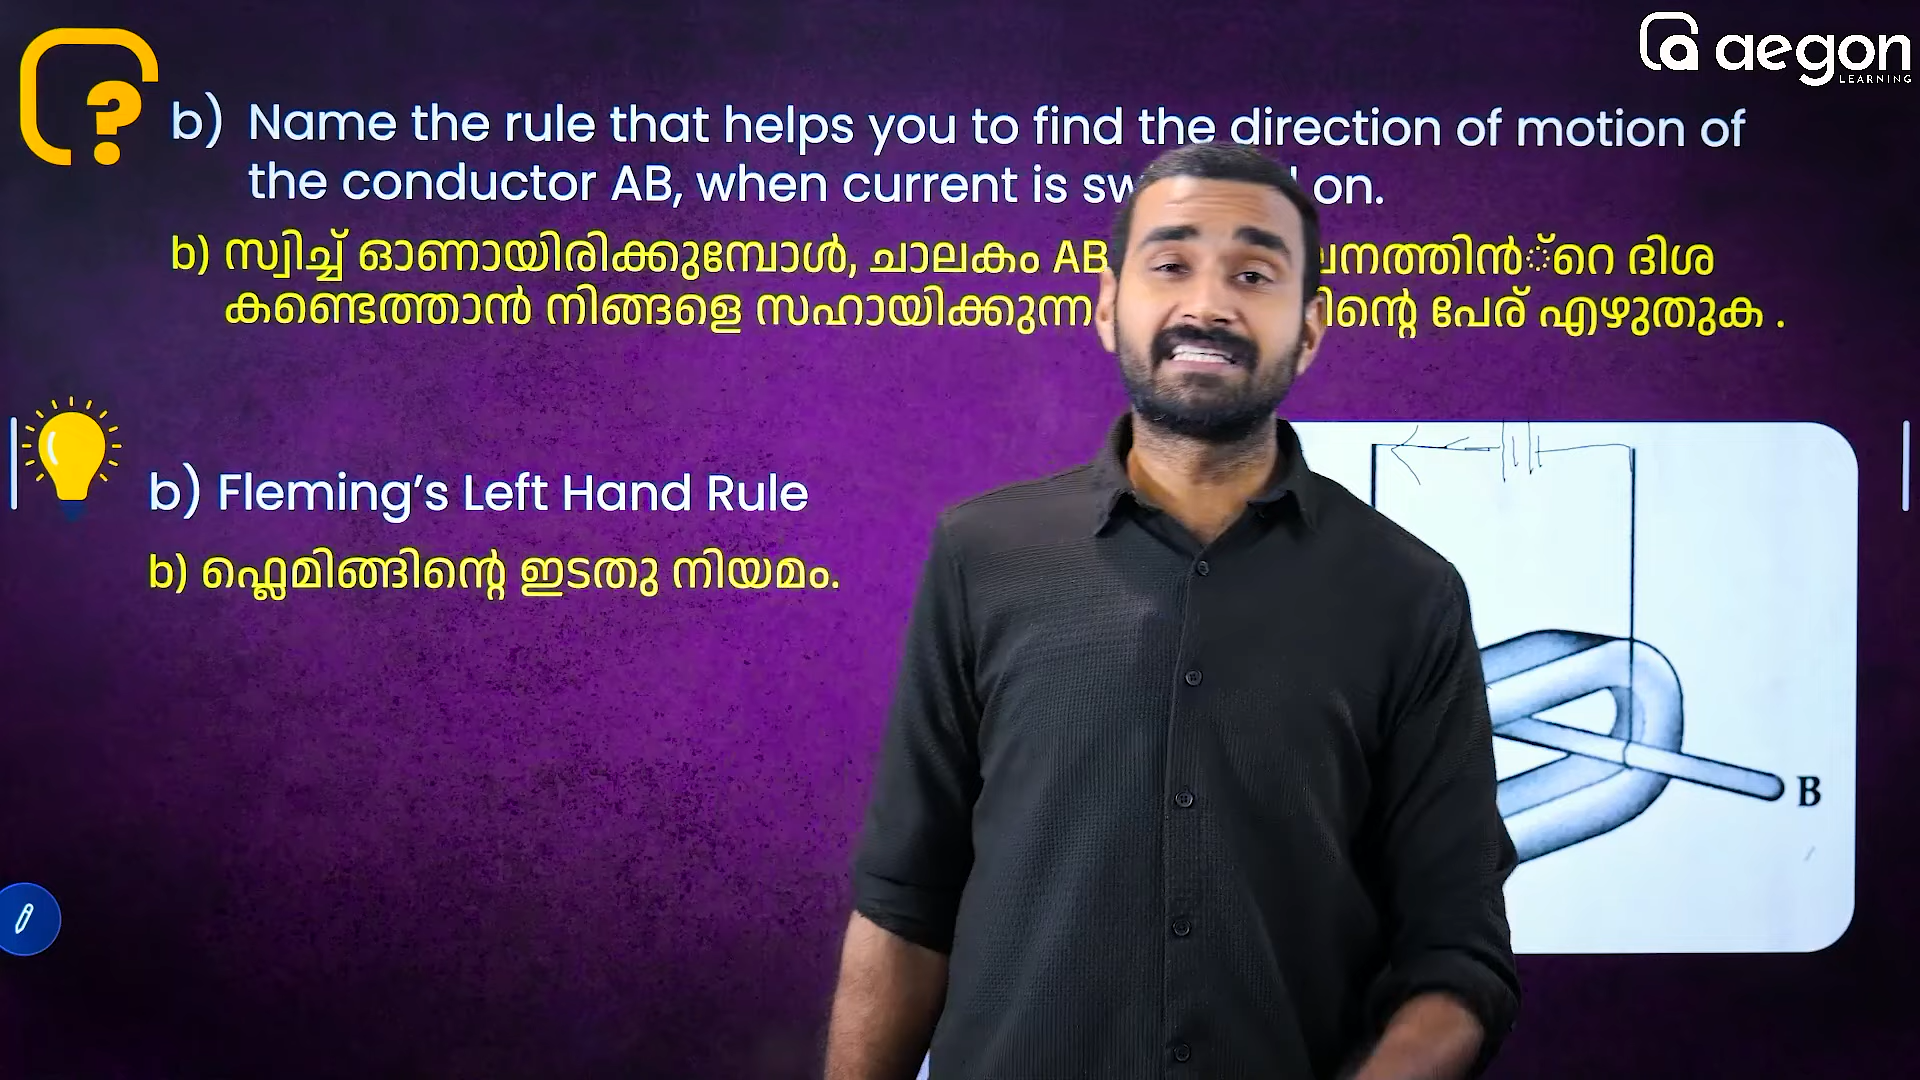 aegon
LEARNING
b) Name the rule that helps you to find the direction of motion of
the conductor AB, when current is on.
b) സ്വിച്ച് ഓണായിരിക്കുമ്പോൾ, ചാലകം AB ദിശ
കണ്ടെത്താൻ നിങ്ങളെ സഹായിക്കുന്ന പേര് എഴുതുക .
b) Fleming’s Left Hand Rule
b) ഫ്ലെമിങ്ങിന്റെ ഇടതു നിയമം.
B